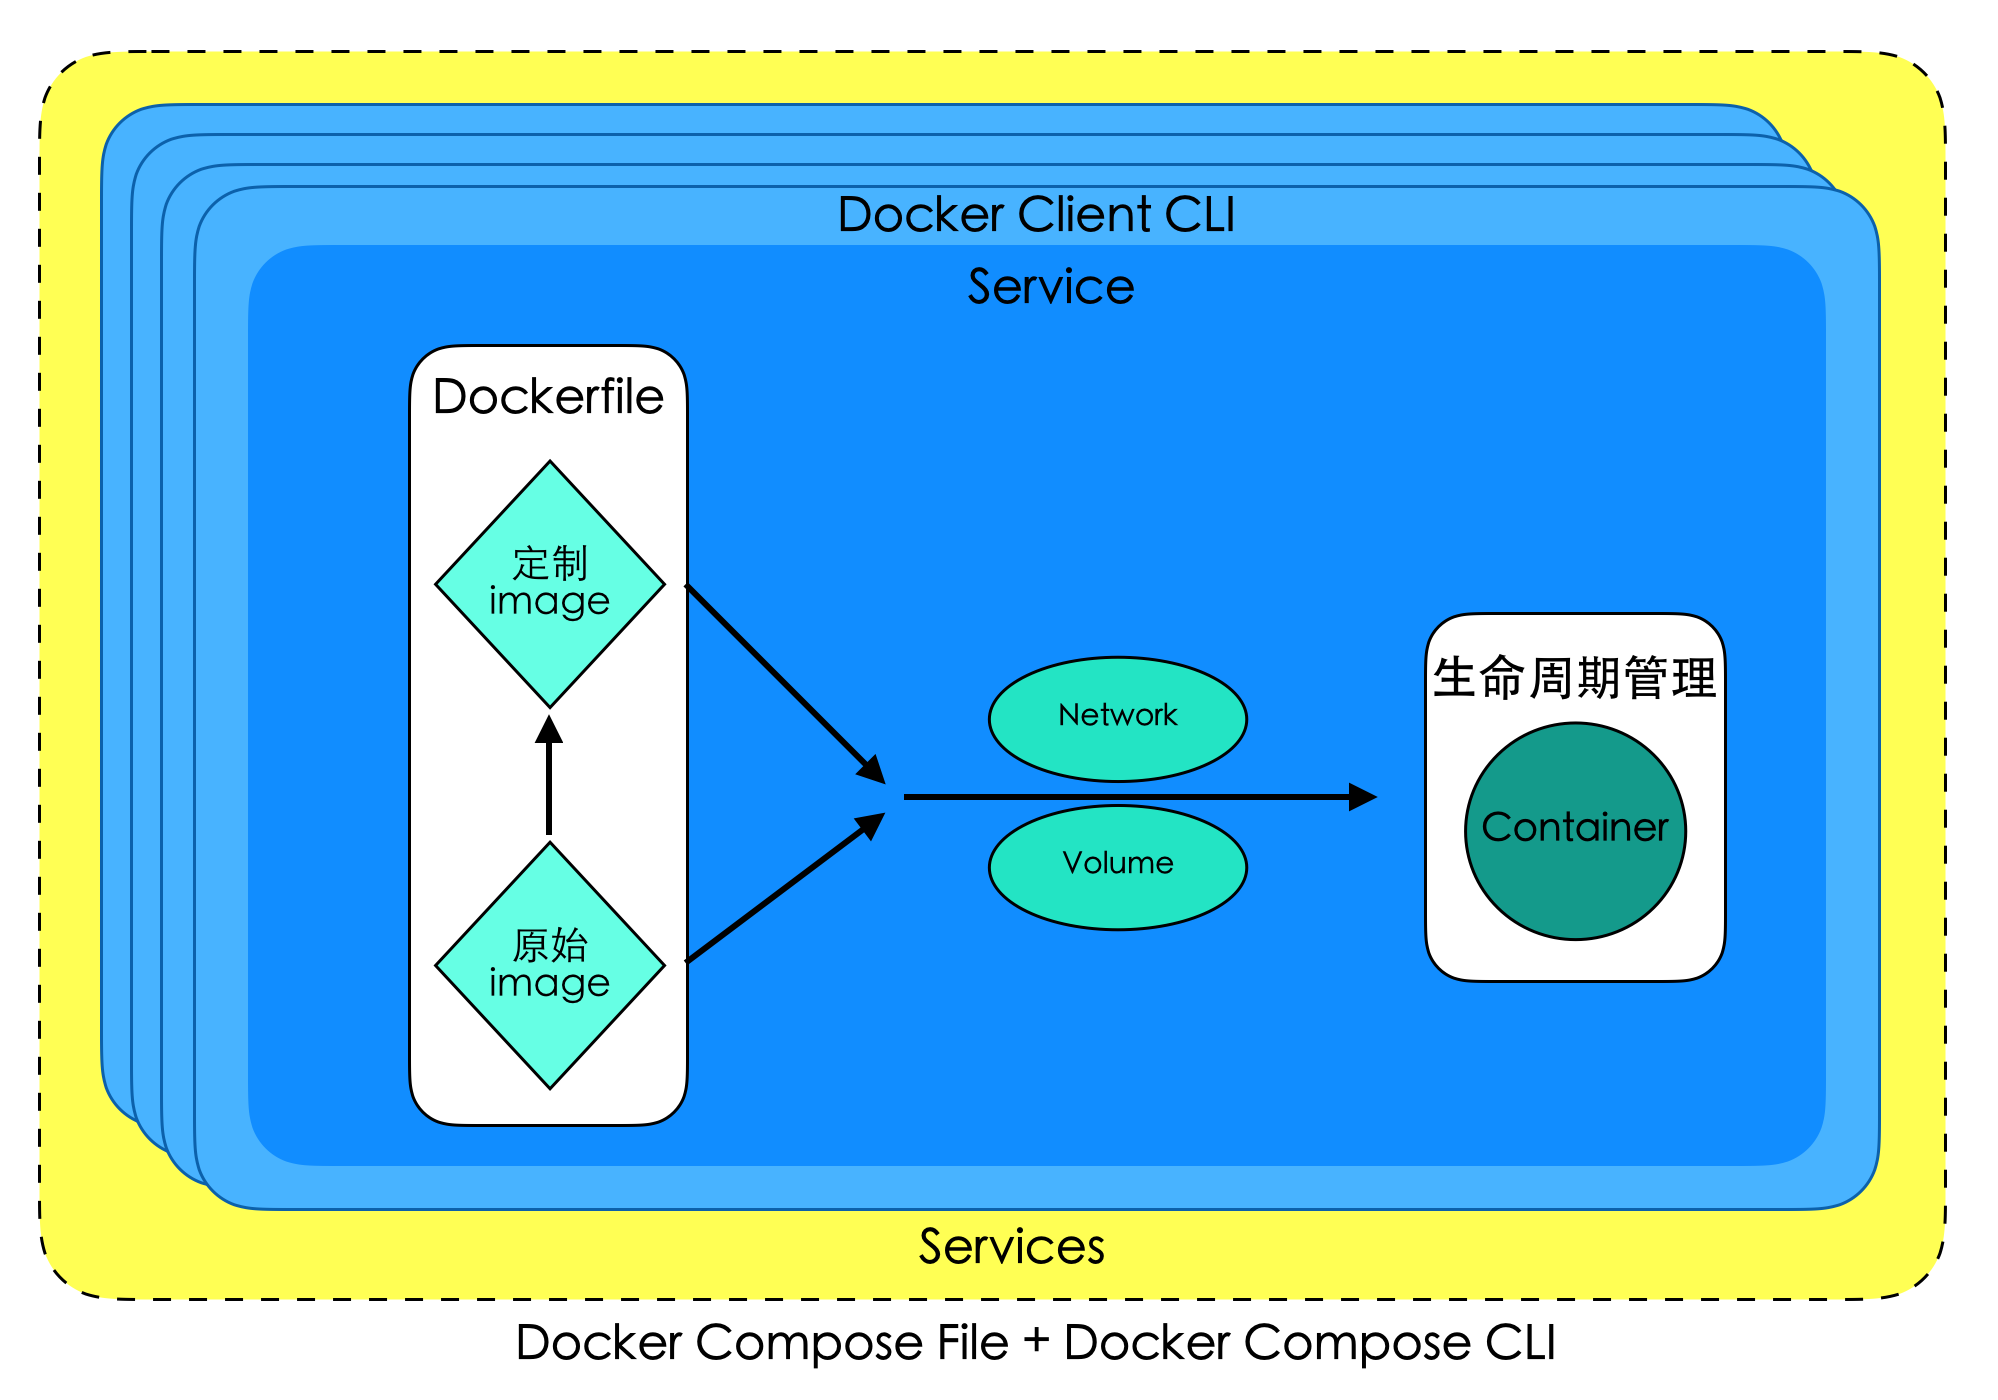 Docker Client CLI
Service
Dockerfile
定制
image
原始
image
Network
Volume
生命周期管理
Container
Services
Docker Compose File + Docker Compose CLI